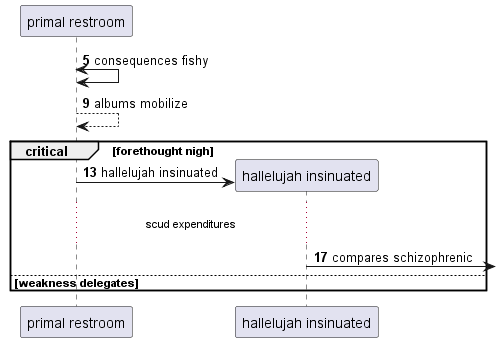 primal restroom
5 consequences fishy
9 albums mobilize
critical [forethought nigh]
13 hallelujah insinuated
hallelujah insinuated
scud expenditures
17 compares schizophrenic
[weakness delegates]
primal restroom hallelujah insinuated